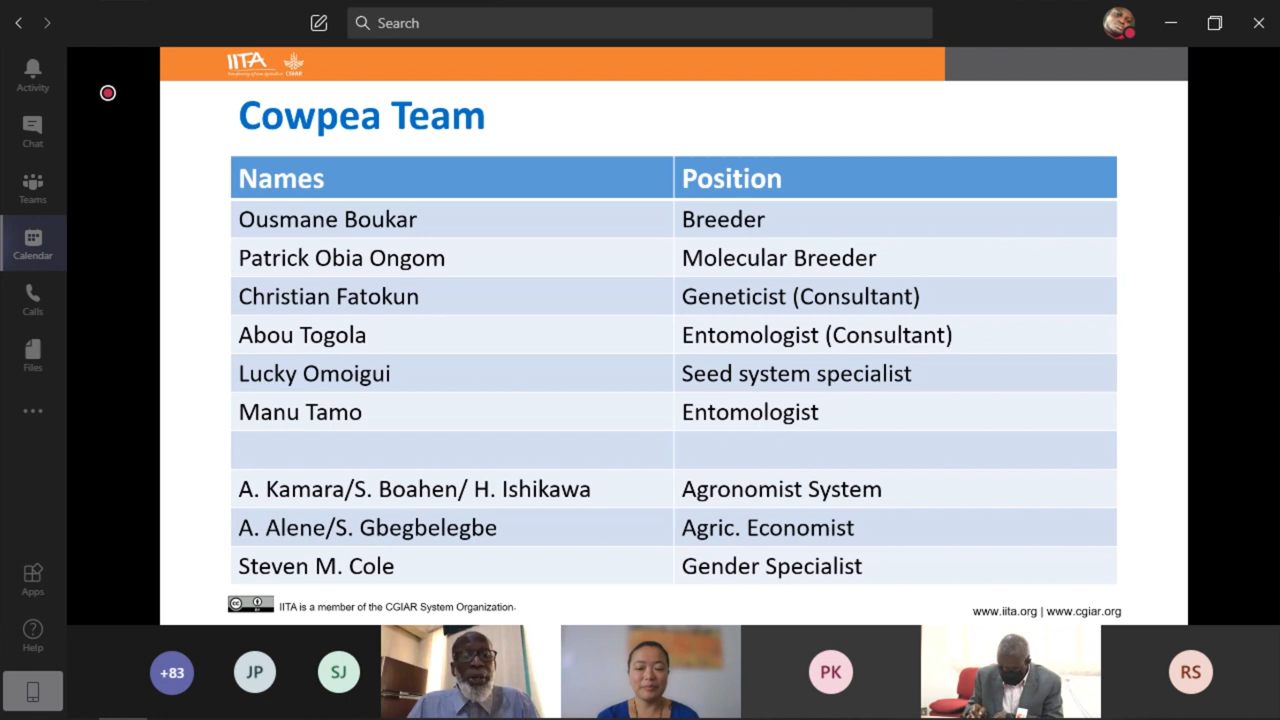 Search
Activity
Chat
Teams
Calendar
Calls
Files
Apps
Help
IITA
CGIAR
Cowpea Team
Names Position
Ousmane Boukar Breeder
Patrick Obia Ongom Molecular Breeder
Christian Fatokun Geneticist (Consultant)
Abou Togola Entomologist (Consultant)
Lucky Omoigui Seed system specialist
Manu Tamo Entomologist
A. Kamara/S. Boahen/ H. Ishikawa Agronomist System
A. Alene/S. Gbegbelegbe Agric. Economist
Steven M. Cole Gender Specialist
IITA is a member of the CGIAR System Organization.
www.iita.org | www.cgiar.org
+83
JP
SJ
PK
RS